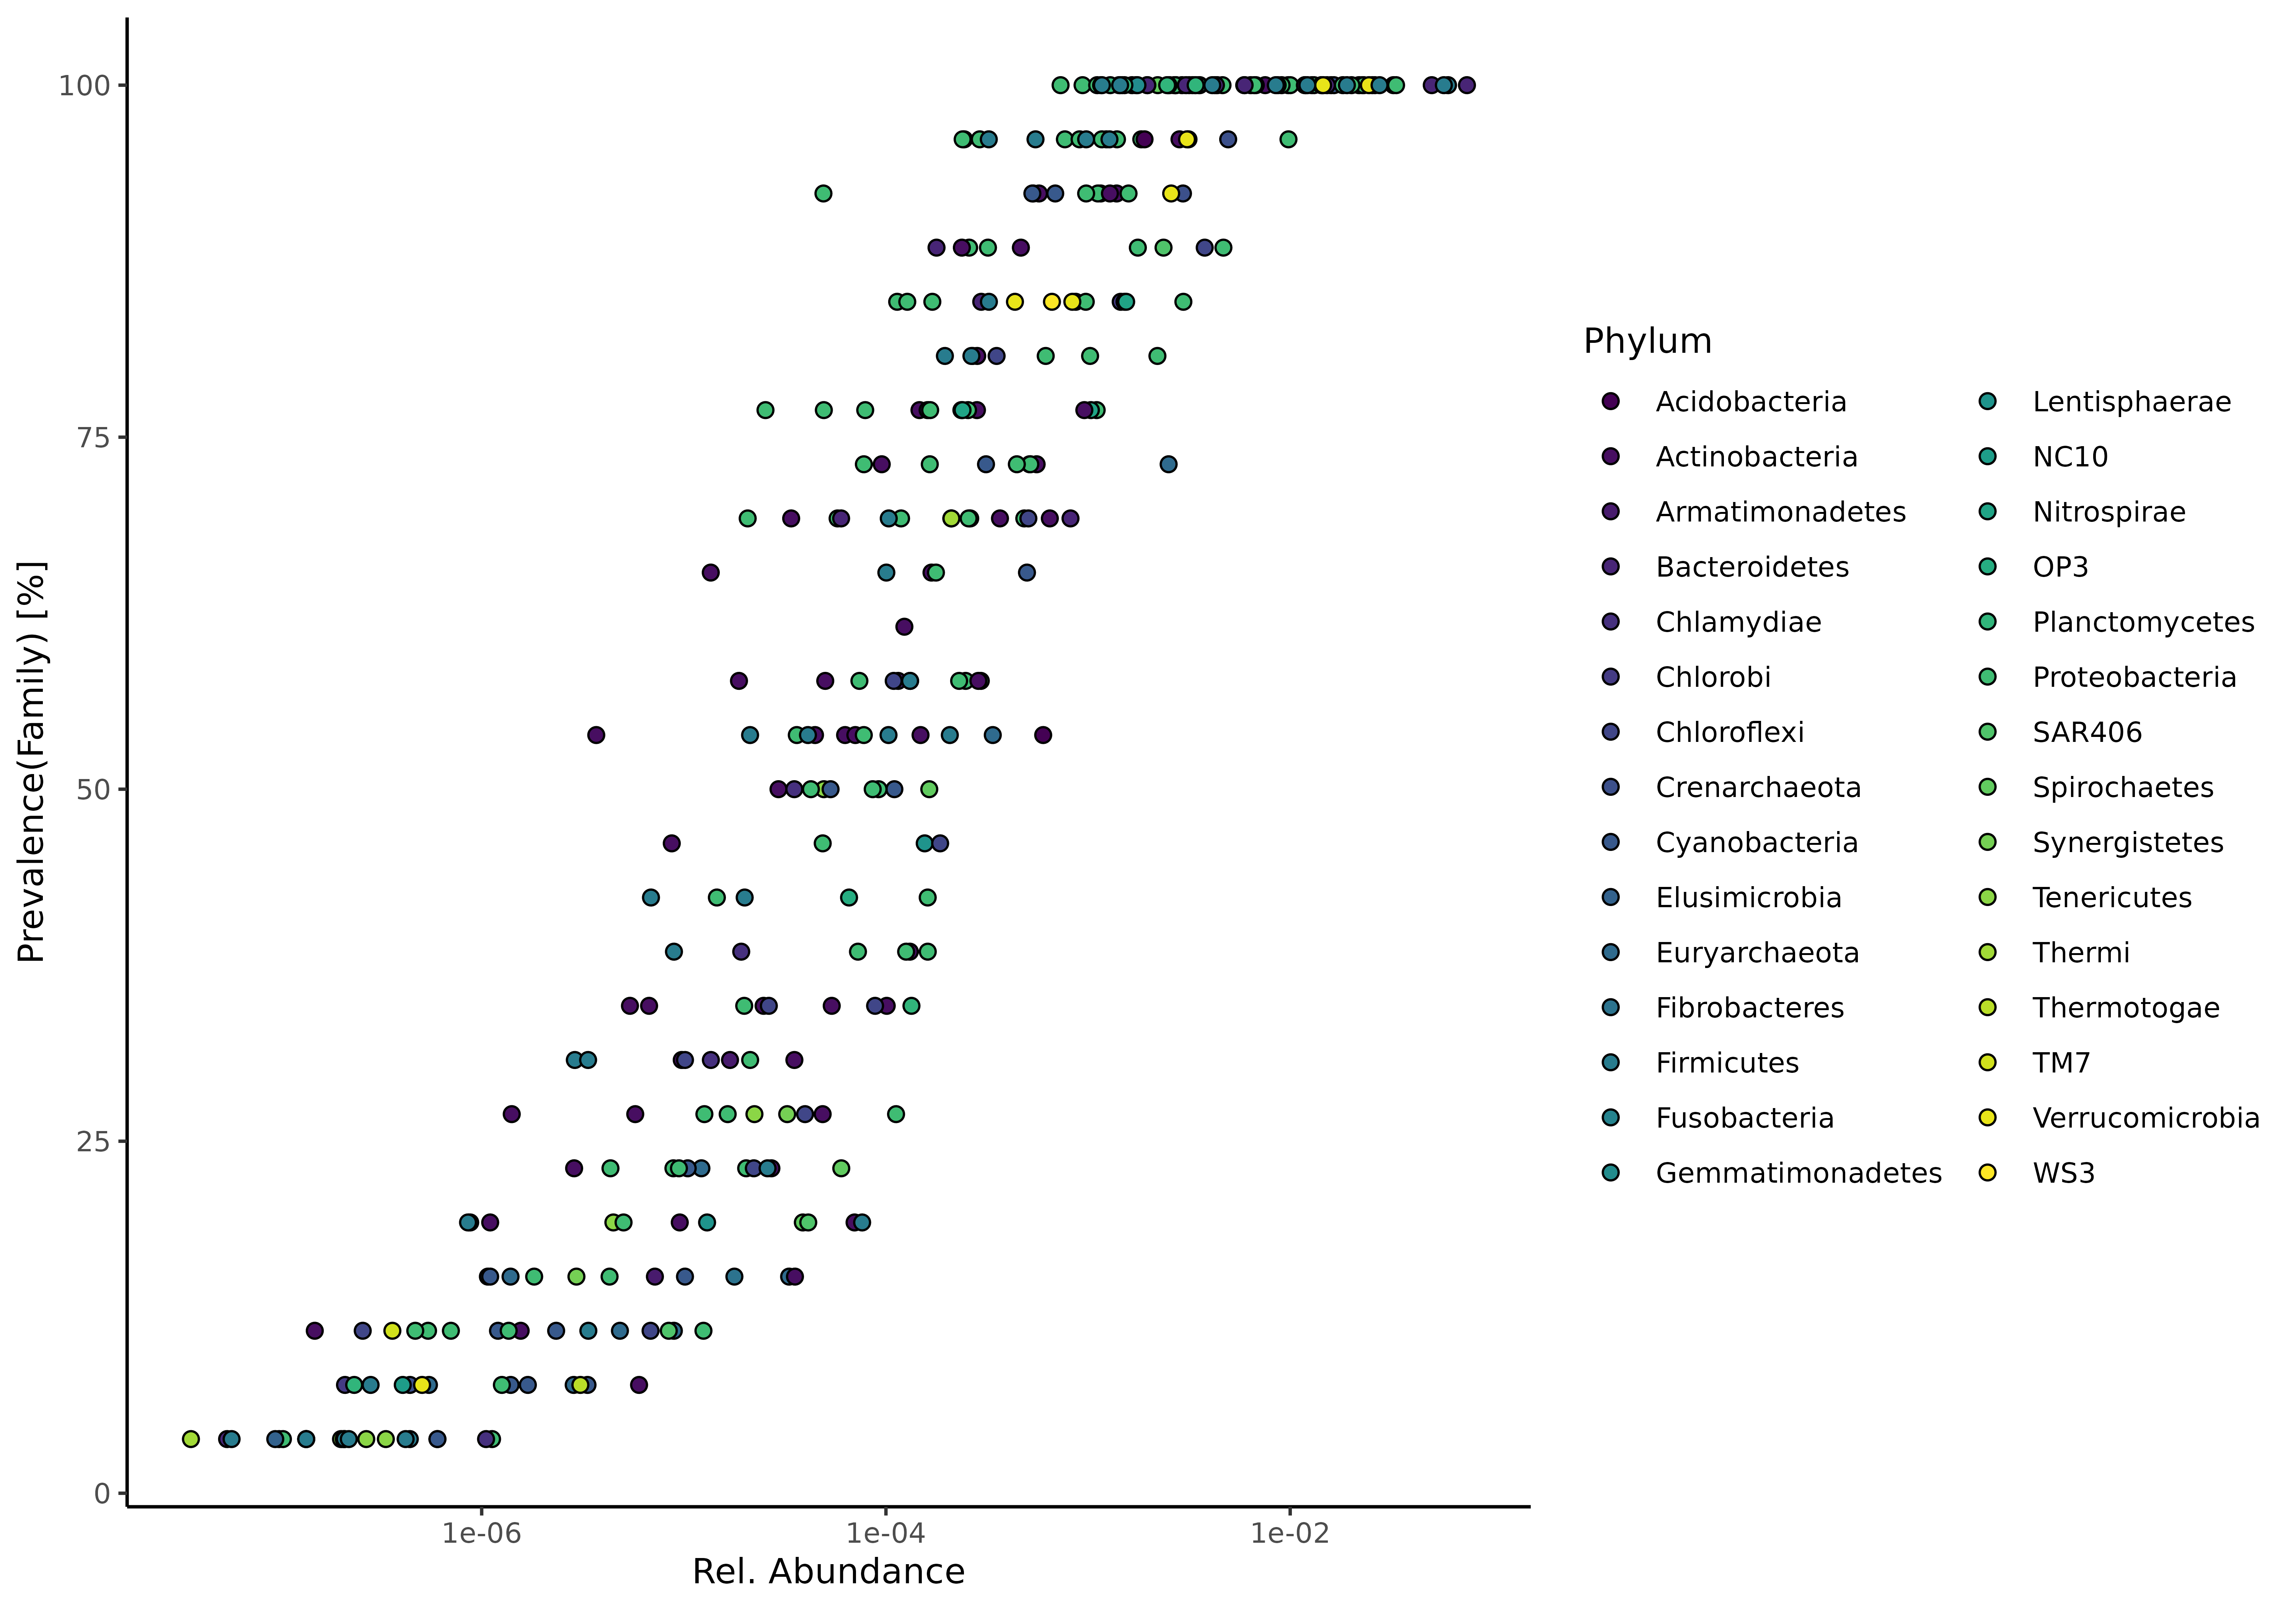 100
75
50
25
0
Prevalence(Family) [%]
1e-06
1e-04
1e-02
Rel. Abundance
Phylum
Acidobacteria
Actinobacteria
Armatimonadetes
Bacteroidetes
Chlamydiae
Chlorobi
Chloroflexi
Crenarchaeota
Cyanobacteria
Elusimicrobia
Euryarchaeota
Fibrobacteres
Firmicutes
Fusobacteria
Gemmatimonadetes
Lentisphaerae
NC10
Nitrospirae
OP3
Planctomycetes
Proteobacteria
SAR406
Spirochaetes
Synergistetes
Tenericutes
Thermi
Thermotogae
TM7
Verrucomicrobia
WS3